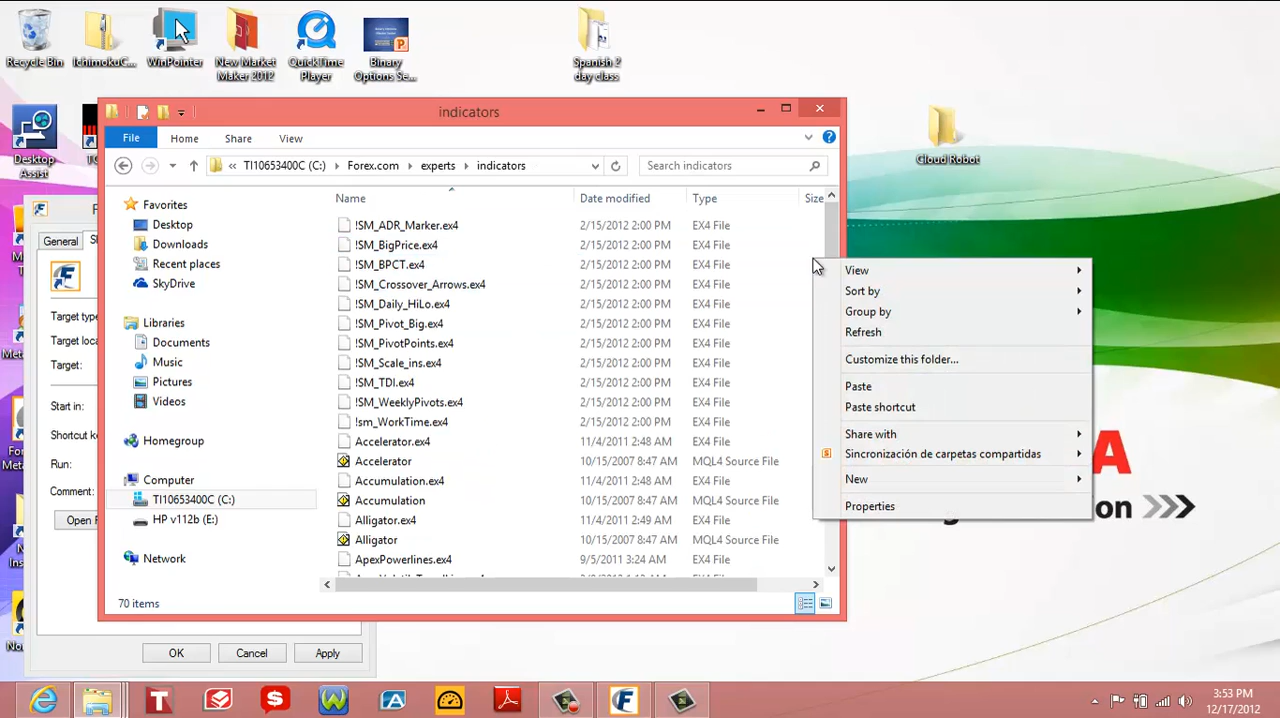 Recycle Bin
IchimokuC...
WinPointer
New Market
Maker 2012
QuickTime
Player
Binary
Options Se...
Spanish 2
day class
Desktop
Assist
Cloud Robot
indicators
File
Home
Share
View
« TI10653400C (C:) Forex.com experts indicators
Search indicators
Name
Date modified
Type
Size
Favorites
Desktop
Downloads
Recent places
SkyDrive
Libraries
Documents
Music
Pictures
Videos
Homegroup
Computer
TI10653400C (C:)
HP v112b (E:)
Network
!SM_ADR_Marker.ex4 2/15/2012 2:00 PM EX4 File
!SM_BigPrice.ex4 2/15/2012 2:00 PM EX4 File
!SM_BPCT.ex4 2/15/2012 2:00 PM EX4 File
!SM_Crossover_Arrows.ex4 2/15/2012 2:00 PM EX4 File
!SM_Daily_HiLo.ex4 2/15/2012 2:00 PM EX4 File
!SM_Pivot_Big.ex4 2/15/2012 2:00 PM EX4 File
!SM_PivotPoints.ex4 2/15/2012 2:00 PM EX4 File
!SM_Scale_ins.ex4 2/15/2012 2:00 PM EX4 File
!SM_TDI.ex4 2/15/2012 2:00 PM EX4 File
!SM_WeeklyPivots.ex4 2/15/2012 2:00 PM EX4 File
!sm_WorkTime.ex4 2/15/2012 2:00 PM EX4 File
Accelerator.ex4 11/4/2011 2:48 AM EX4 File
Accelerator 10/15/2007 8:47 AM MQL4 Source File
Accumulation.ex4 11/4/2011 2:48 AM EX4 File
Accumulation 10/15/2007 8:47 AM MQL4 Source File
Alligator.ex4 11/4/2011 2:49 AM EX4 File
Alligator 10/15/2007 8:47 AM MQL4 Source File
ApexPowerlines.ex4 9/5/2011 3:24 AM EX4 File
70 items
View
Sort by
Group by
Refresh
Customize this folder...
Paste
Paste shortcut
Share with
Sincronización de carpetas compartidas
New
Properties
General
Target type
Target loca
Target:
Start in:
Shortcut k
Run:
Comment:
Open F
OK
Cancel
Apply
A
on
3:53 PM
12/17/2012